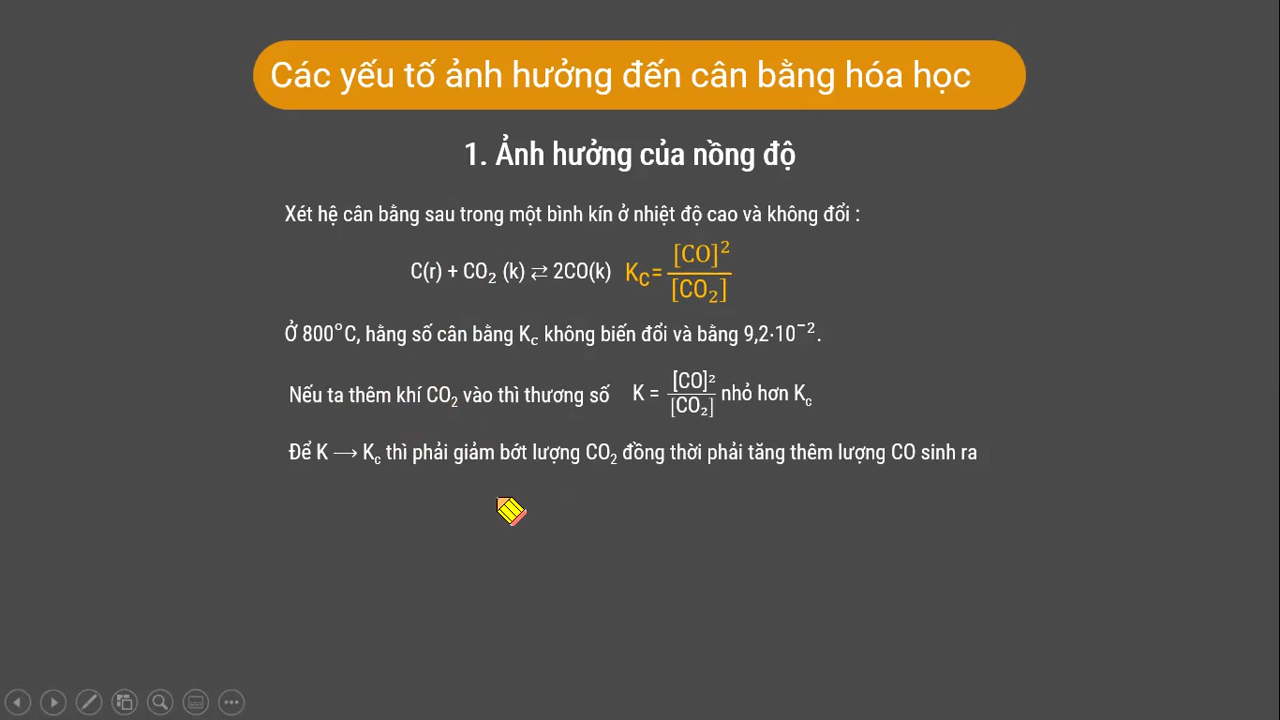 Các yếu tố ảnh hưởng đến cân bằng hóa học
1. Ảnh hưởng của nồng độ
Xét hệ cân bằng sau trong một bình kín ở nhiệt độ cao và không đổi :
C(r) + CO₂ (k) ⇄ 2CO(k) K_C = [CO]² / [CO₂]
Ở 800°C, hằng số cân bằng K_c không biến đổi và bằng 9,2·10⁻².
Nếu ta thêm khí CO₂ vào thì thương số K = [CO]² / [CO₂] nhỏ hơn K_c
Để K ⟶ K_c thì phải giảm bớt lượng CO₂ đồng thời phải tăng thêm lượng CO sinh ra